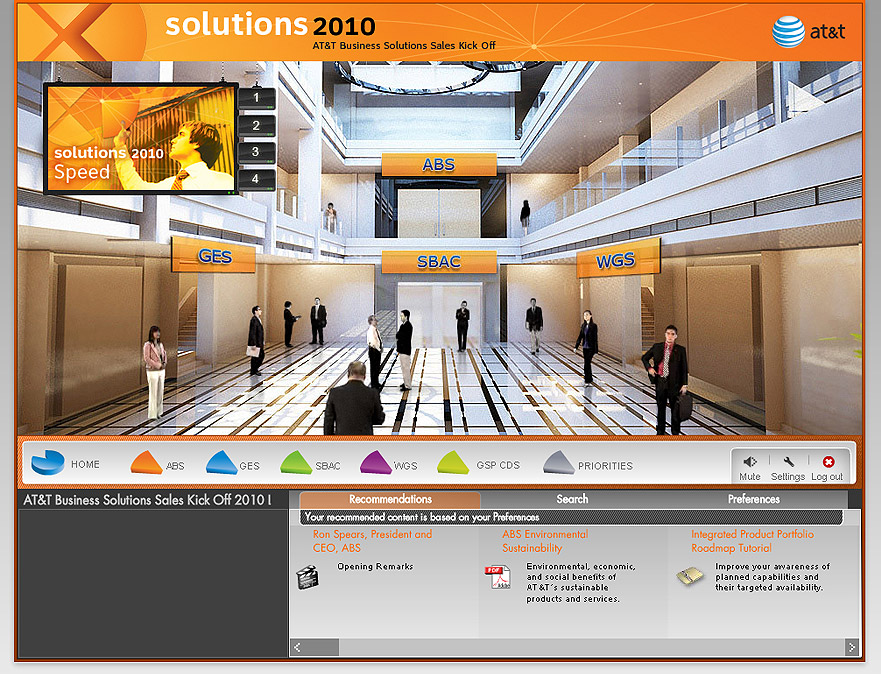 solutions 2010
AT&T Business Solutions Sales Kick Off
at&t
solutions 2010
Speed
1
2
3
4
ABS
GES
SBAC
WGS
HOME
ABS
GES
SBAC
WGS
GSP CDS
PRIORITIES
Mute
Settings
Log out
AT&T Business Solutions Sales Kick Off 2010 !
Recommendations
Search
Preferences
Your recommended content is based on your Preferences
Ron Spears, President and
CEO, ABS
Opening Remarks
ABS Environmental
Sustainability
PDF
Adobe
Environmental, economic,
and social benefits of
AT&T's sustainable
products and services.
Integrated Product Portfolio
Roadmap Tutorial
Improve your awareness of
planned capabilities and
their targeted availability.